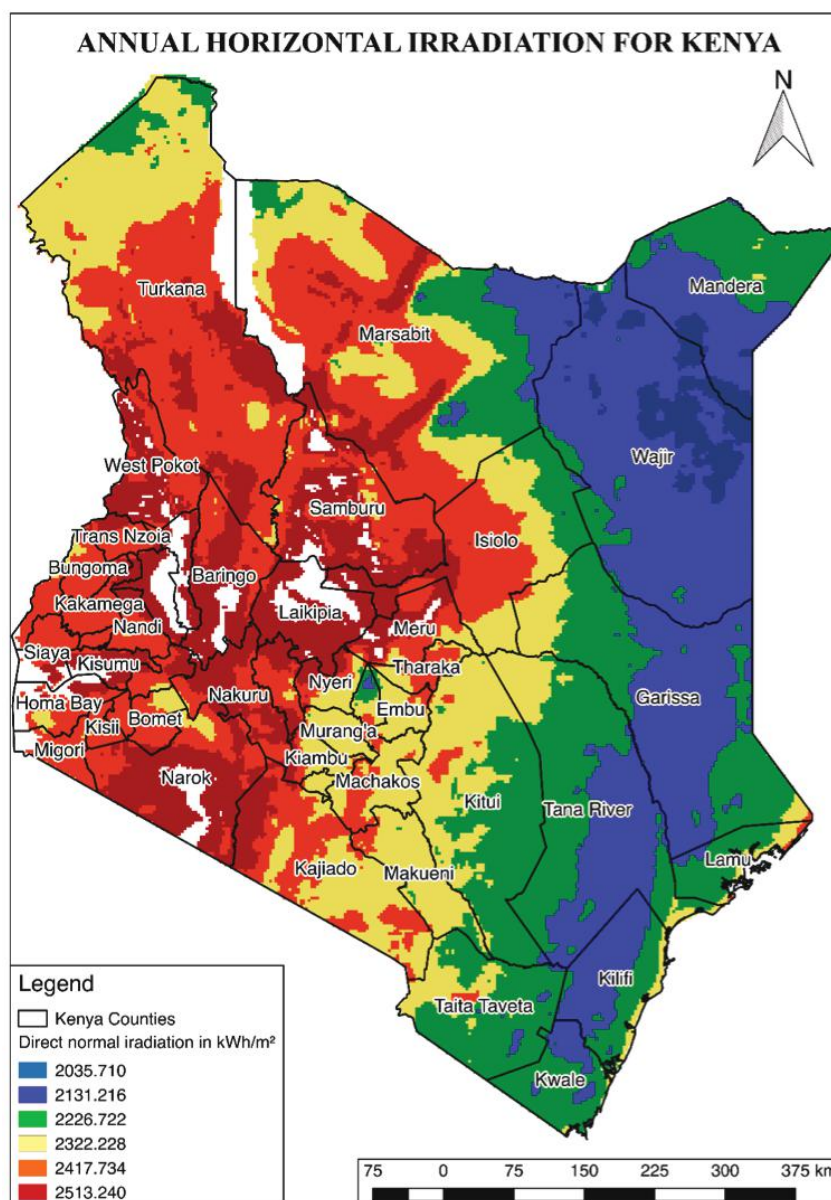 ANNUAL HORIZONTAL IRRADIATION FOR KENYA
N
Mandera
Turkana
Marsabit
Wajir
West Pokot
Samburu
Isiolo
Trans Nzoia
Bungoma
Baringo
Kakamega
Laikipia
Nandi
Meru
Siaya
Kisumu
Tharaka
Nyeri
Nakuru
Garissa
Homa Bay
Embu
Bomet
Kisii
Murang'a
Migori
Kiambu
Narok
Machakos
Kitui
Tana River
Lamu
Kajiado
Makueni
Kilifi
Taita Taveta
Kwale
Legend
Kenya Counties
Direct normal irradiation in kWh/m²
2035.710
2131.216
2226.722
2322.228
2417.734
2513.240
75 0 75 150 225 300 375 km